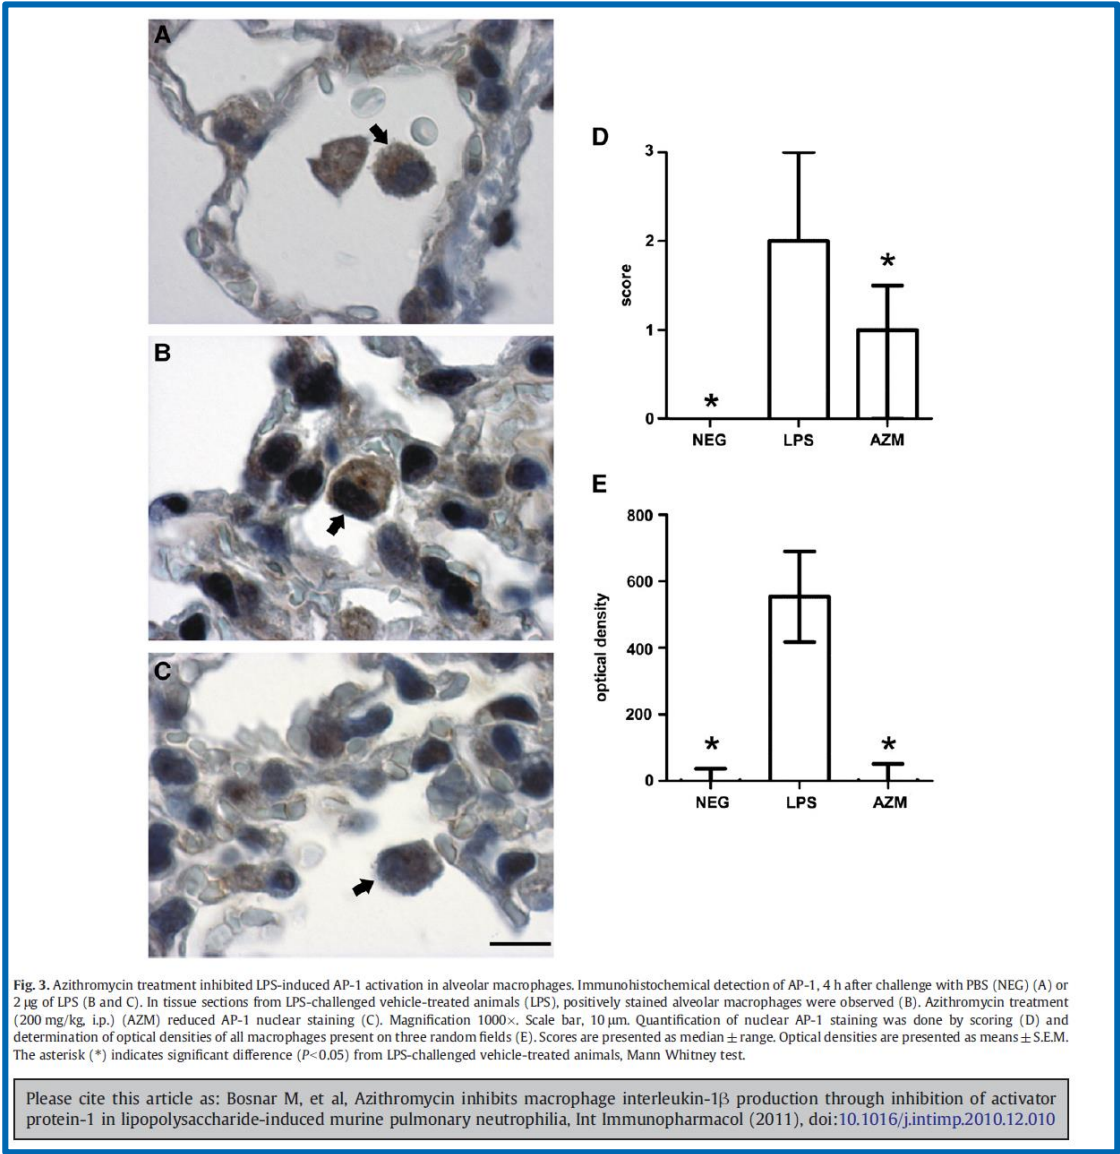 A
B
C
D
3
2
1
0
score
*
*
NEG
LPS
AZM
E
800
600
400
200
0
optical density
*
*
NEG
LPS
AZM
Fig. 3. Azithromycin treatment inhibited LPS-induced AP-1 activation in alveolar macrophages. Immunohistochemical detection of AP-1, 4 h after challenge with PBS (NEG) (A) or
2 μg of LPS (B and C). In tissue sections from LPS-challenged vehicle-treated animals (LPS), positively stained alveolar macrophages were observed (B). Azithromycin treatment
(200 mg/kg, i.p.) (AZM) reduced AP-1 nuclear staining (C). Magnification 1000×. Scale bar, 10 μm. Quantification of nuclear AP-1 staining was done by scoring (D) and
determination of optical densities of all macrophages present on three random fields (E). Scores are presented as median ± range. Optical densities are presented as means ± S.E.M.
The asterisk (*) indicates significant difference (P<0.05) from LPS-challenged vehicle-treated animals, Mann Whitney test.
Please cite this article as: Bosnar M, et al, Azithromycin inhibits macrophage interleukin-1β production through inhibition of activator
protein-1 in lipopolysaccharide-induced murine pulmonary neutrophilia, Int Immunopharmacol (2011), doi:10.1016/j.intimp.2010.12.010